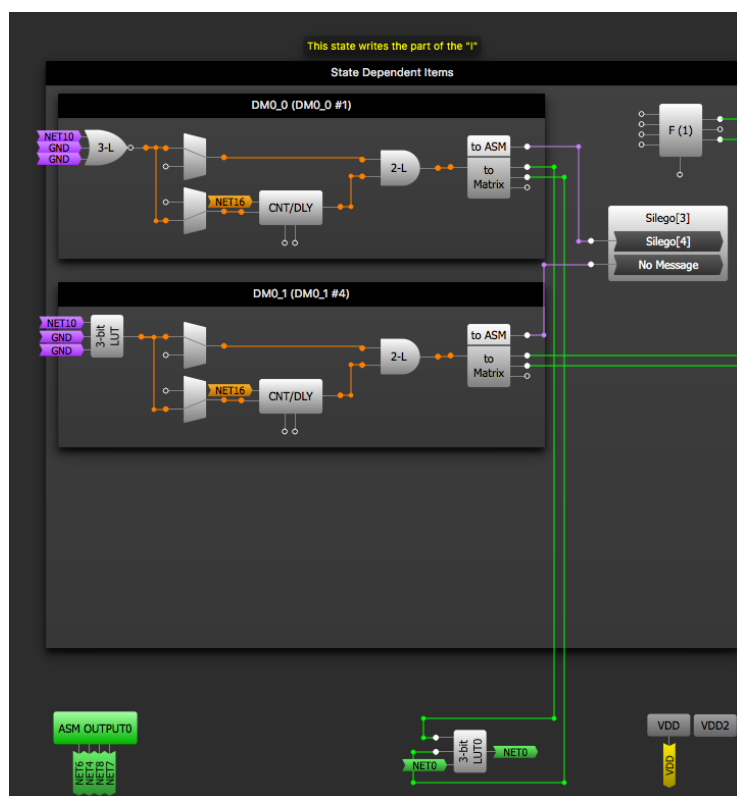 This state writes the part of the "I"
State Dependent Items
DM0_0 (DM0_0 #1)
NET10
GND
GND
3-L
NET16
CNT/DLY
2-L
to ASM
to
Matrix
F (1)
Silego[3]
Silego[4]
No Message
DM0_1 (DM0_1 #4)
NET10
GND
GND
3-bit
LUT
NET16
CNT/DLY
2-L
to ASM
to
Matrix
ASM OUTPUT0
NET6
NET4
NET8
NET7
3-bit
LUT0
NET0
NET0
VDD
VDD2
VDD